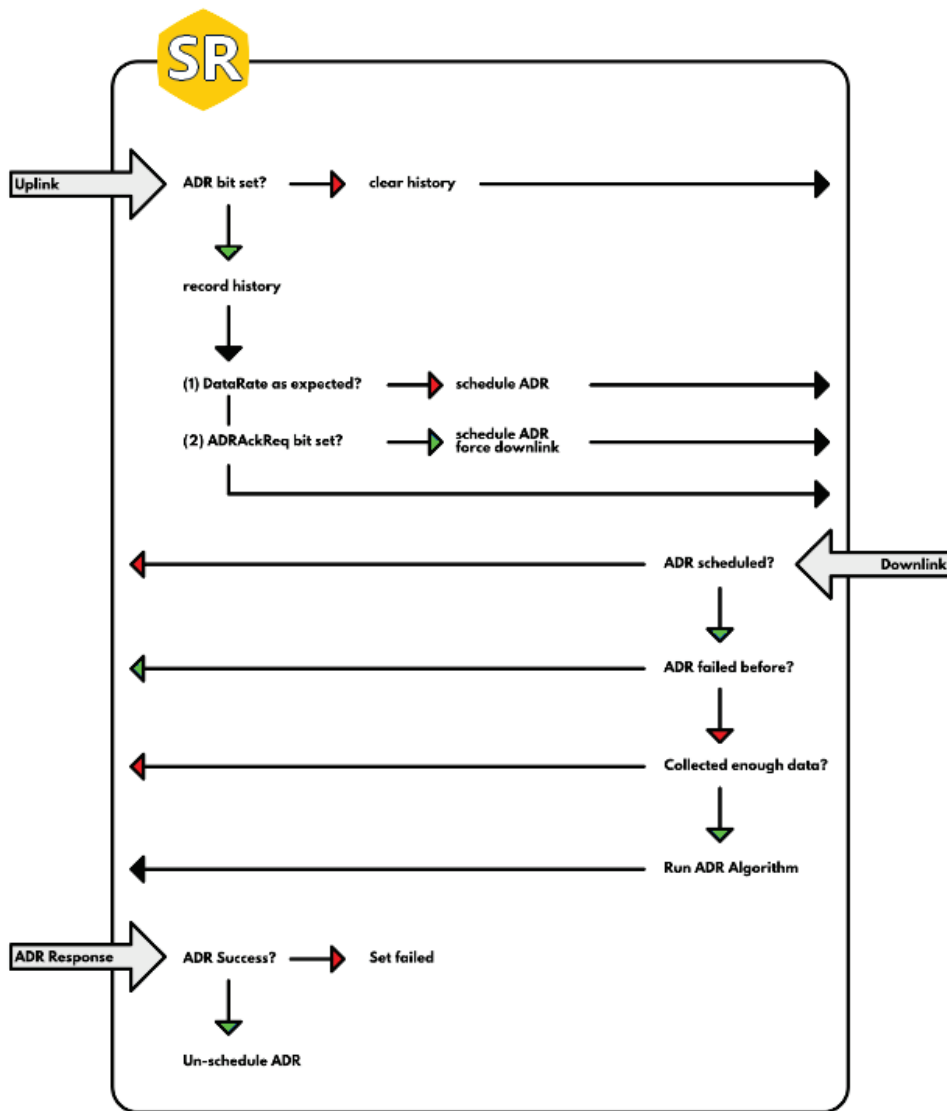 SR
Uplink
ADR bit set?
clear history
record history
(1) DataRate as expected?
schedule ADR
(2) ADRAckReq bit set?
schedule ADR
force downlink
ADR scheduled?
Downlink
ADR failed before?
Collected enough data?
Run ADR Algorithm
ADR Response
ADR Success?
Set failed
Un-schedule ADR